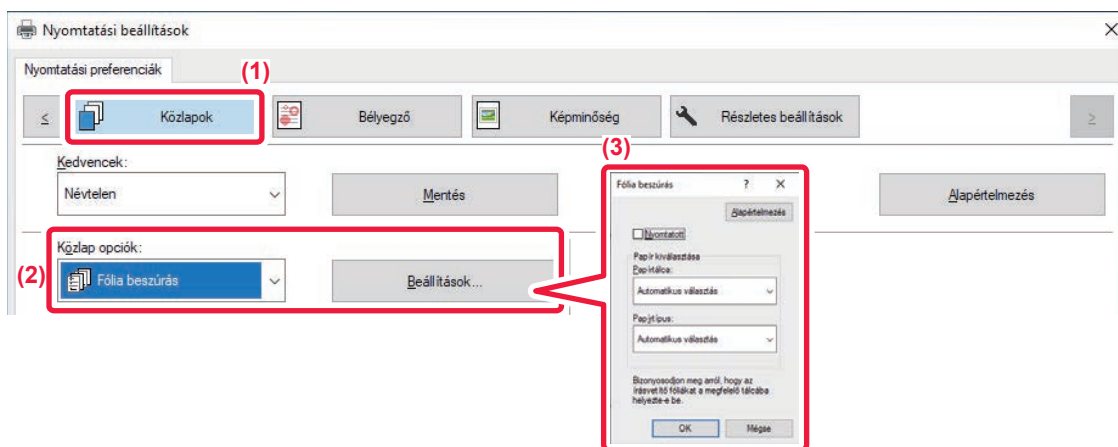 Nyomtatási beállítások
Nyomtatási preferenciák
(1)
< Közlapok Bélyegző Képminőség Részletes beállítások >
(3)
Kedvencek:
Névtelen Mentés Alapértelmezés
(2)
Közlap opciók:
Fólia beszúrás Beállítások...
Fólia beszúrás ? X
Alapértelmezés
Nyomtatott
Papír kiválasztása
Papírtálca:
Automatikus választás
Papírtípus:
Automatikus választás
Bizonyosodjon meg arról, hogy az
írásvetítő fóliákat a megfelelő tálcába
helyezte-e be.
OK Mégse